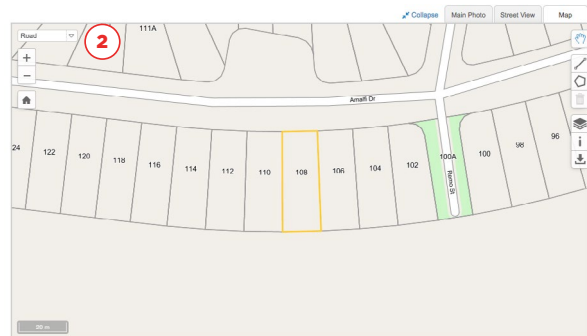 Collapse Main Photo Street View Map
Road
2
111A
Amalfi Dr
24 122 120 118 116 114 112 110 108 106 104 102 100A 100 98 96
Remo St
20 m